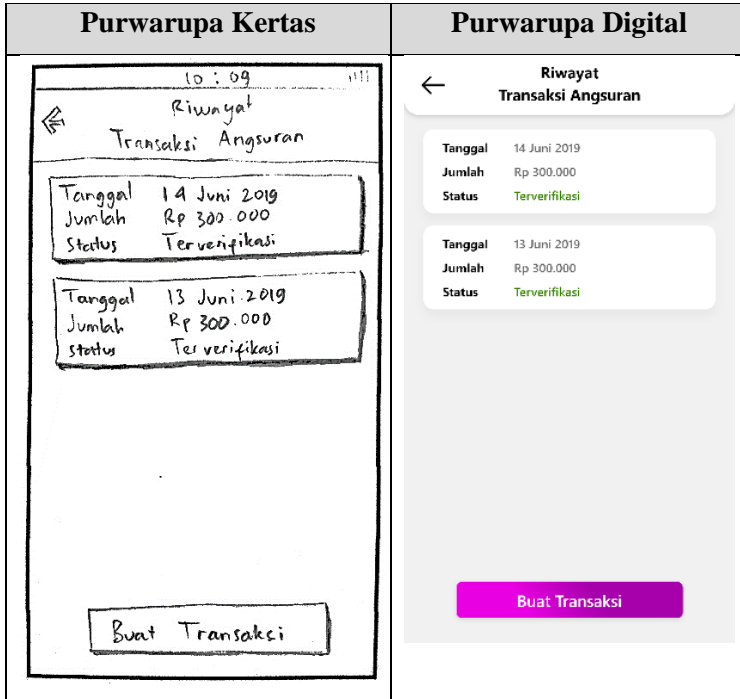 Purwarupa Kertas
Purwarupa Digital
10 : 09
Riwayat
Transaksi Angsuran
Tanggal 14 Juni 2019
Jumlah Rp 300.000
Status Terverifikasi
Tanggal 13 Juni 2019
Jumlah Rp 300.000
Status Terverifikasi
Buat Transaksi
Riwayat
Transaksi Angsuran
Tanggal 14 Juni 2019
Jumlah Rp 300.000
Status Terverifikasi
Tanggal 13 Juni 2019
Jumlah Rp 300.000
Status Terverifikasi
Buat Transaksi